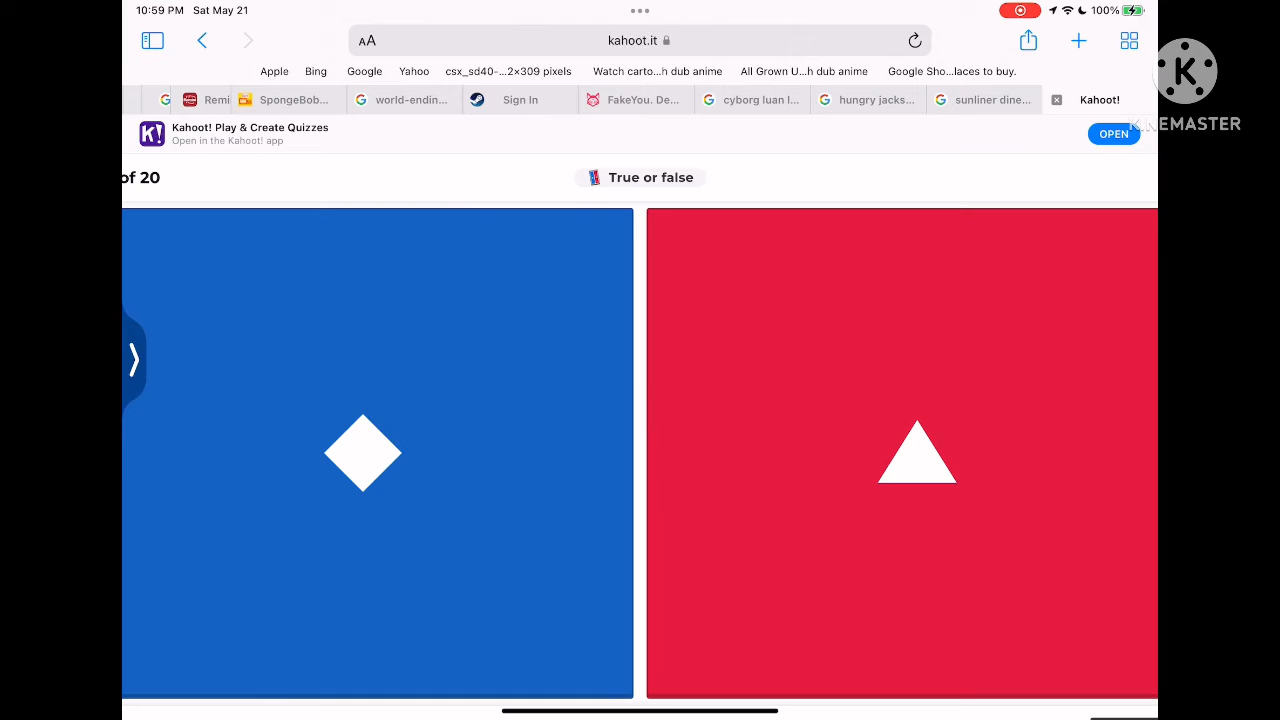 10:59 PM Sat May 21
100%
AA kahoot.it
Apple Bing Google Yahoo csx_sd40-...2×309 pixels Watch carto...h dub anime All Grown U...h dub anime Google Sho...laces to buy.
Remi SpongeBob... world-endin... Sign In FakeYou. De... cyborg luan l... hungry jacks... sunliner dine... Kahoot!
K! Kahoot! Play & Create Quizzes
Open in the Kahoot! app
OPEN
K
KINEMASTER
of 20 True or false